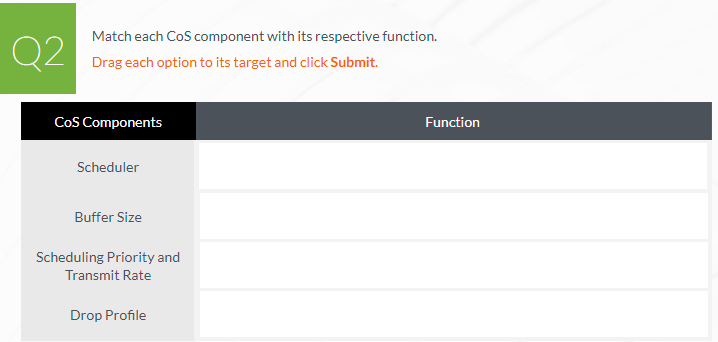 Q2
Match each CoS component with its respective function.
Drag each option to its target and click Submit.
CoS Components Function
Scheduler
Buffer Size
Scheduling Priority and
Transmit Rate
Drop Profile